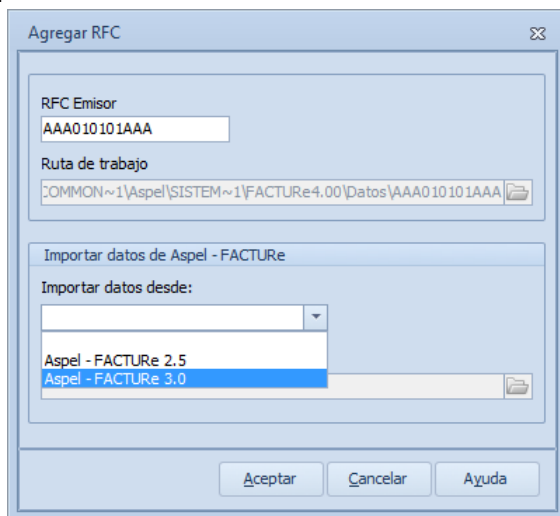 Agregar RFC
RFC Emisor
AAA010101AAA
Ruta de trabajo
COMMON~1\Aspel\SISTEM~1\FACTURe4.00\Datos\AAA010101AAA
Importar datos de Aspel - FACTURe
Importar datos desde:
Aspel - FACTURe 2.5
Aspel - FACTURe 3.0
Aceptar Cancelar Ayuda